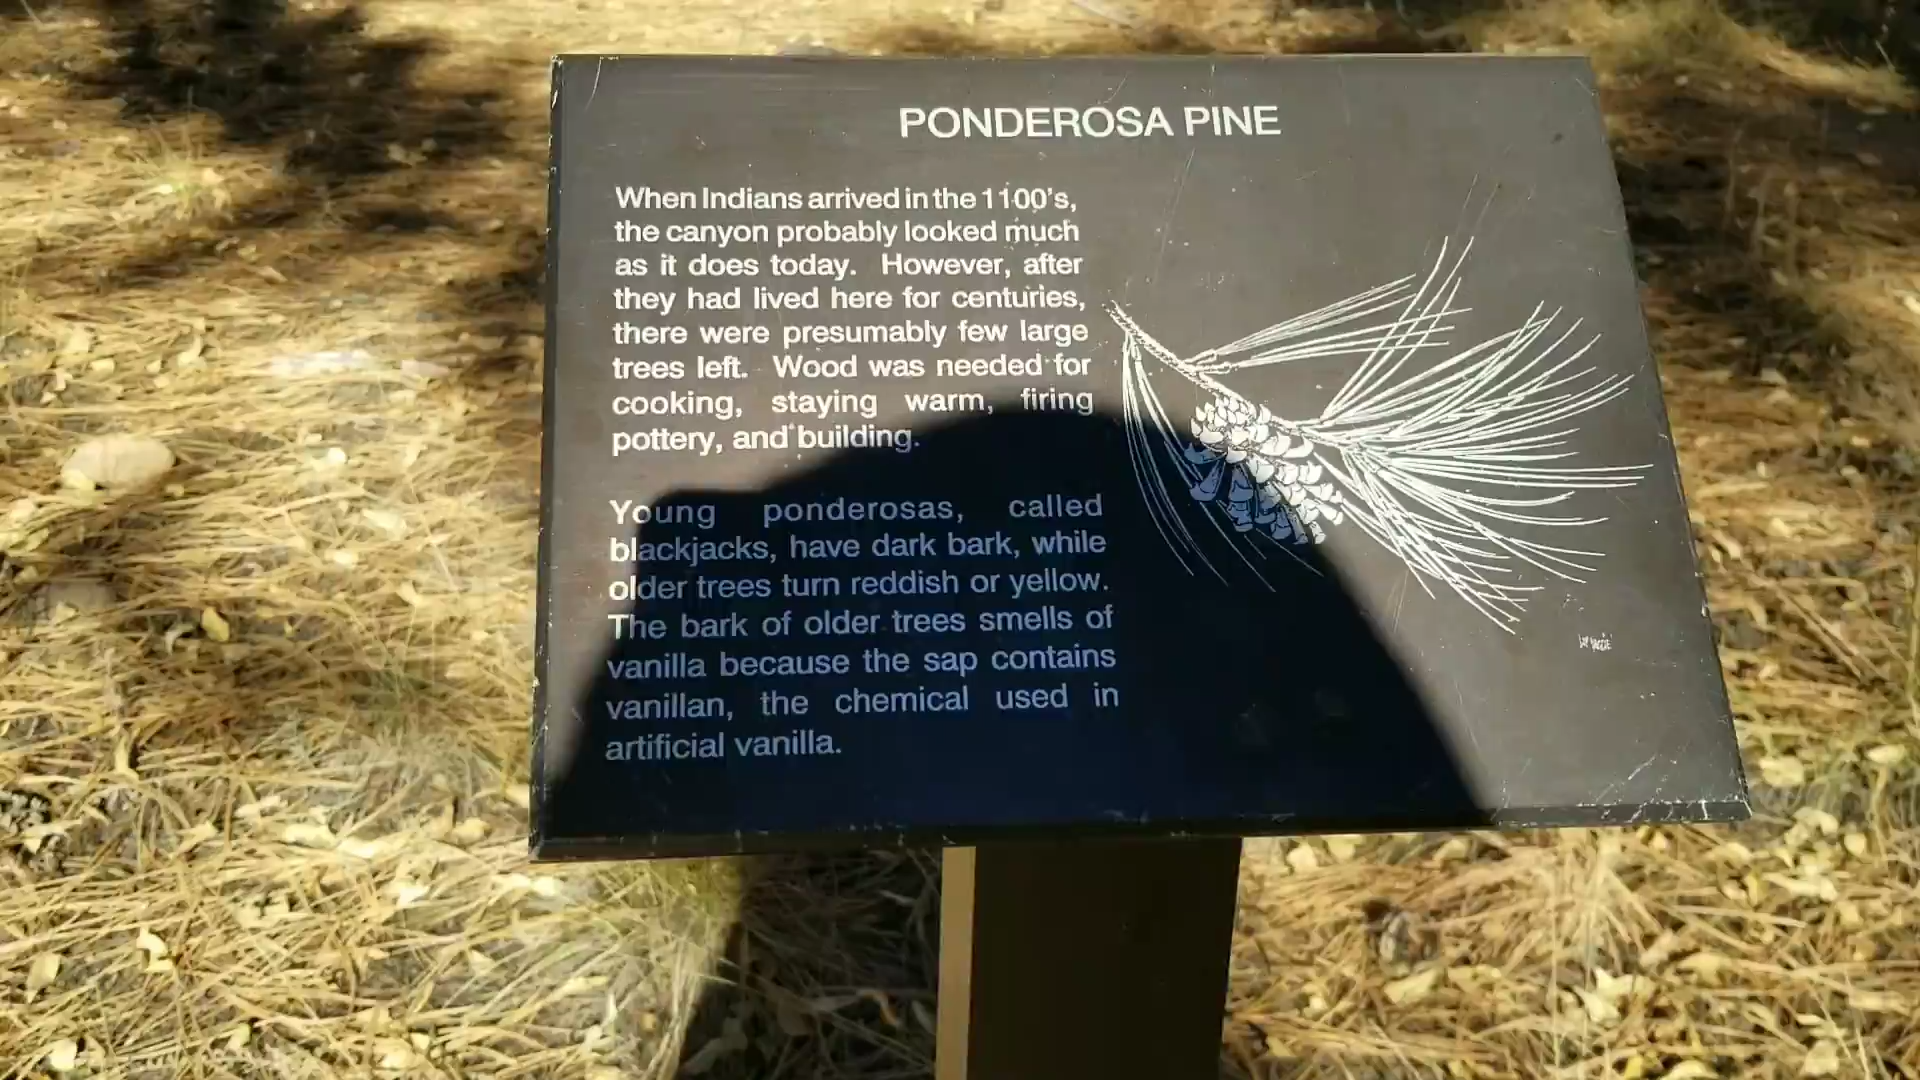 PONDEROSA PINE
When Indians arrived in the 1100's,
the canyon probably looked much
as it does today. However, after
they had lived here for centuries,
there were presumably few large
trees left. Wood was needed for
cooking, staying warm, firing
pottery, and building.
Young ponderosas, called
blackjacks, have dark bark, while
older trees turn reddish or yellow.
The bark of older trees smells of
vanilla because the sap contains
vanillan, the chemical used in
artificial vanilla.